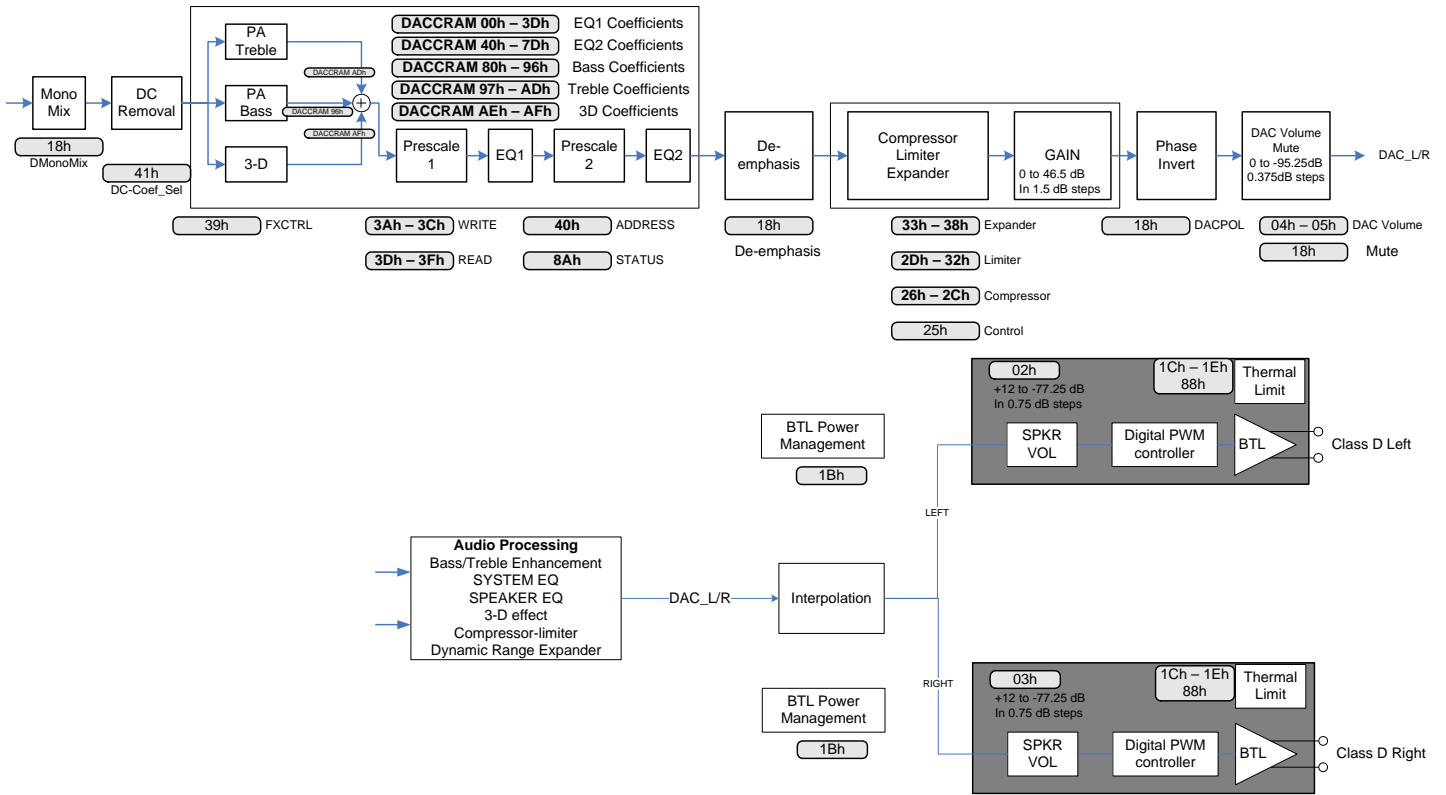 PA
Treble
DACCRAM 00h – 3Dh EQ1 Coefficients
DACCRAM 40h – 7Dh EQ2 Coefficients
DACCRAM 80h – 96h Bass Coefficients
DACCRAM 97h – ADh Treble Coefficients
DACCRAM AEh – AFh 3D Coefficients
DACCRAM ADh
Mono
Mix
DC
Removal
PA
Bass
DACCRAM 96h
DACCRAM AFh
3-D
Prescale
1
EQ1
Prescale
2
EQ2
De-
emphasis
Compressor
Limiter
Expander
GAIN
0 to 46.5 dB
In 1.5 dB steps
Phase
Invert
DAC Volume
Mute
0 to -95.25dB
0.375dB steps
DAC_L/R
18h
DMonoMix
41h
DC-Coef_Sel
39h FXCTRL
3Ah – 3Ch WRITE
40h ADDRESS
3Dh – 3Fh READ
8Ah STATUS
18h
De-emphasis
33h – 38h Expander
2Dh – 32h Limiter
26h – 2Ch Compressor
25h Control
18h DACPOL
04h – 05h DAC Volume
18h Mute
02h
+12 to -77.25 dB
In 0.75 dB steps
1Ch – 1Eh
88h
Thermal
Limit
BTL Power
Management
1Bh
SPKR
VOL
Digital PWM
controller
BTL
Class D Left
LEFT
Audio Processing
Bass/Treble Enhancement
SYSTEM EQ
SPEAKER EQ
3-D effect
Compressor-limiter
Dynamic Range Expander
DAC_L/R
Interpolation
RIGHT
BTL Power
Management
1Bh
03h
+12 to -77.25 dB
In 0.75 dB steps
1Ch – 1Eh
88h
Thermal
Limit
SPKR
VOL
Digital PWM
controller
BTL
Class D Right